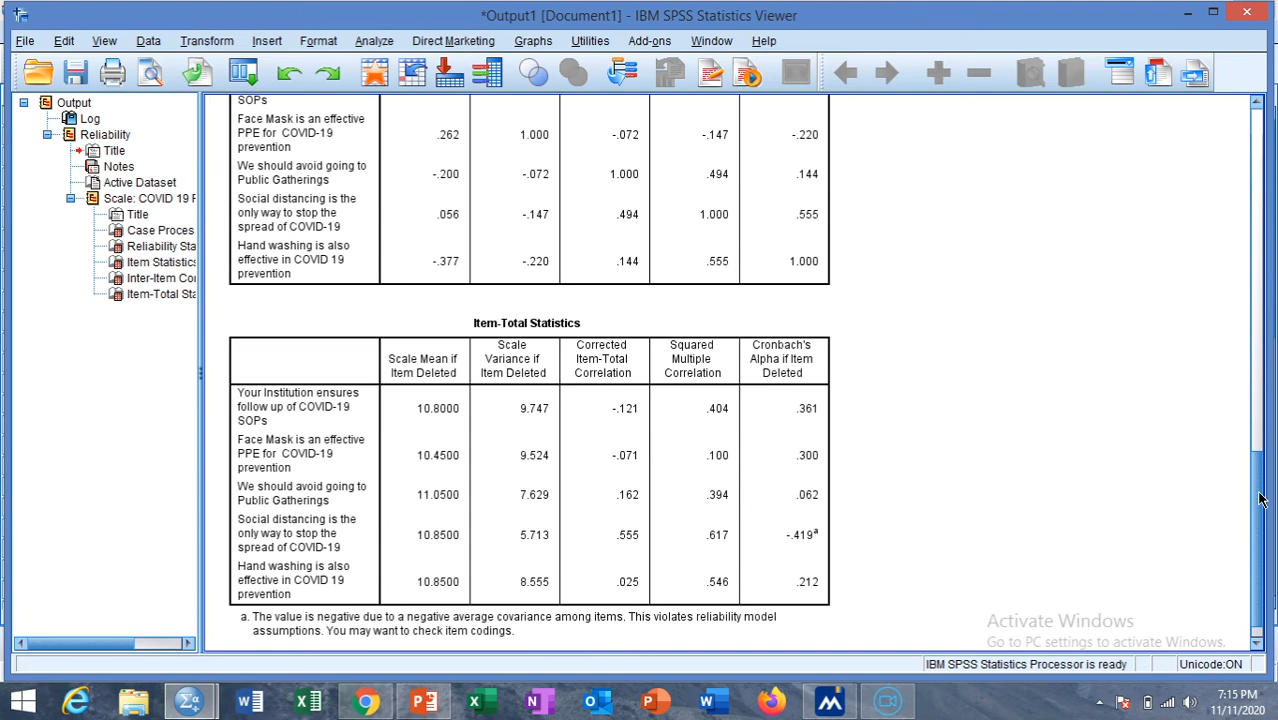 *Output1 [Document1] - IBM SPSS Statistics Viewer
File Edit View Data Transform Insert Format Analyze Direct Marketing Graphs Utilities Add-ons Window Help
Output
Log
Reliability
Title
Notes
Active Dataset
Scale: COVID 19 F
Title
Case Proces
Reliability Sta
Item Statistics
Inter-Item Co
Item-Total Sta
SOPs
Face Mask is an effective
PPE for COVID-19
prevention
.262 1.000 -.072 -.147 -.220
We should avoid going to
Public Gatherings
-.200 -.072 1.000 .494 .144
Social distancing is the
only way to stop the
spread of COVID-19
.056 -.147 .494 1.000 .555
Hand washing is also
effective in COVID 19
prevention
-.377 -.220 .144 .555 1.000
Item-Total Statistics
Scale Mean if
Item Deleted
Scale
Variance if
Item Deleted
Corrected
Item-Total
Correlation
Squared
Multiple
Correlation
Cronbach's
Alpha if Item
Deleted
Your Institution ensures
follow up of COVID-19
SOPs
10.8000 9.747 -.121 .404 .361
Face Mask is an effective
PPE for COVID-19
prevention
10.4500 9.524 -.071 .100 .300
We should avoid going to
Public Gatherings
11.0500 7.629 .162 .394 .062
Social distancing is the
only way to stop the
spread of COVID-19
10.8500 5.713 .555 .617 -.419a
Hand washing is also
effective in COVID 19
prevention
10.8500 8.555 .025 .546 .212
a. The value is negative due to a negative average covariance among items. This violates reliability model
assumptions. You may want to check item codings.
Activate Windows
Go to PC settings to activate Windows.
IBM SPSS Statistics Processor is ready Unicode:ON
7:15 PM
11/11/2020